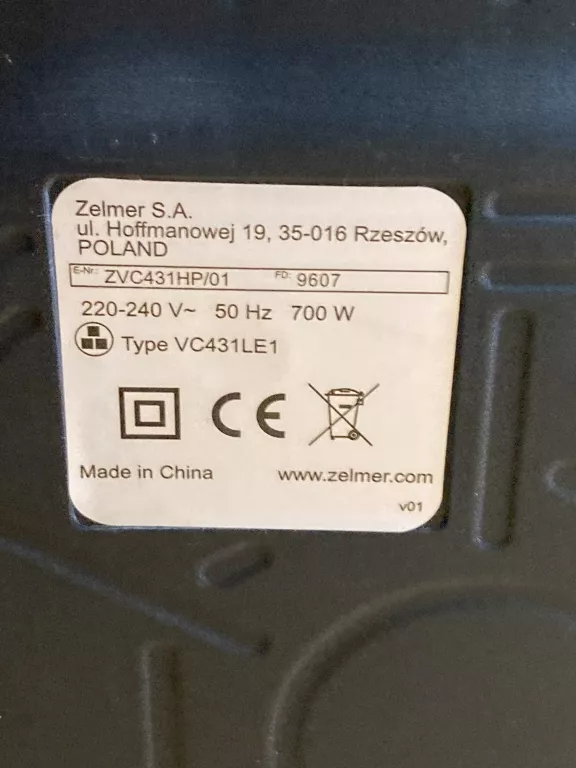 Zelmer S.A.
ul. Hoffmanowej 19, 35-016 Rzeszów,
POLAND
E-Nr.: ZVC431HP/01 FD: 9607
220-240 V~ 50 Hz 700 W
Type VC431LE1
CE
Made in China www.zelmer.com
v01